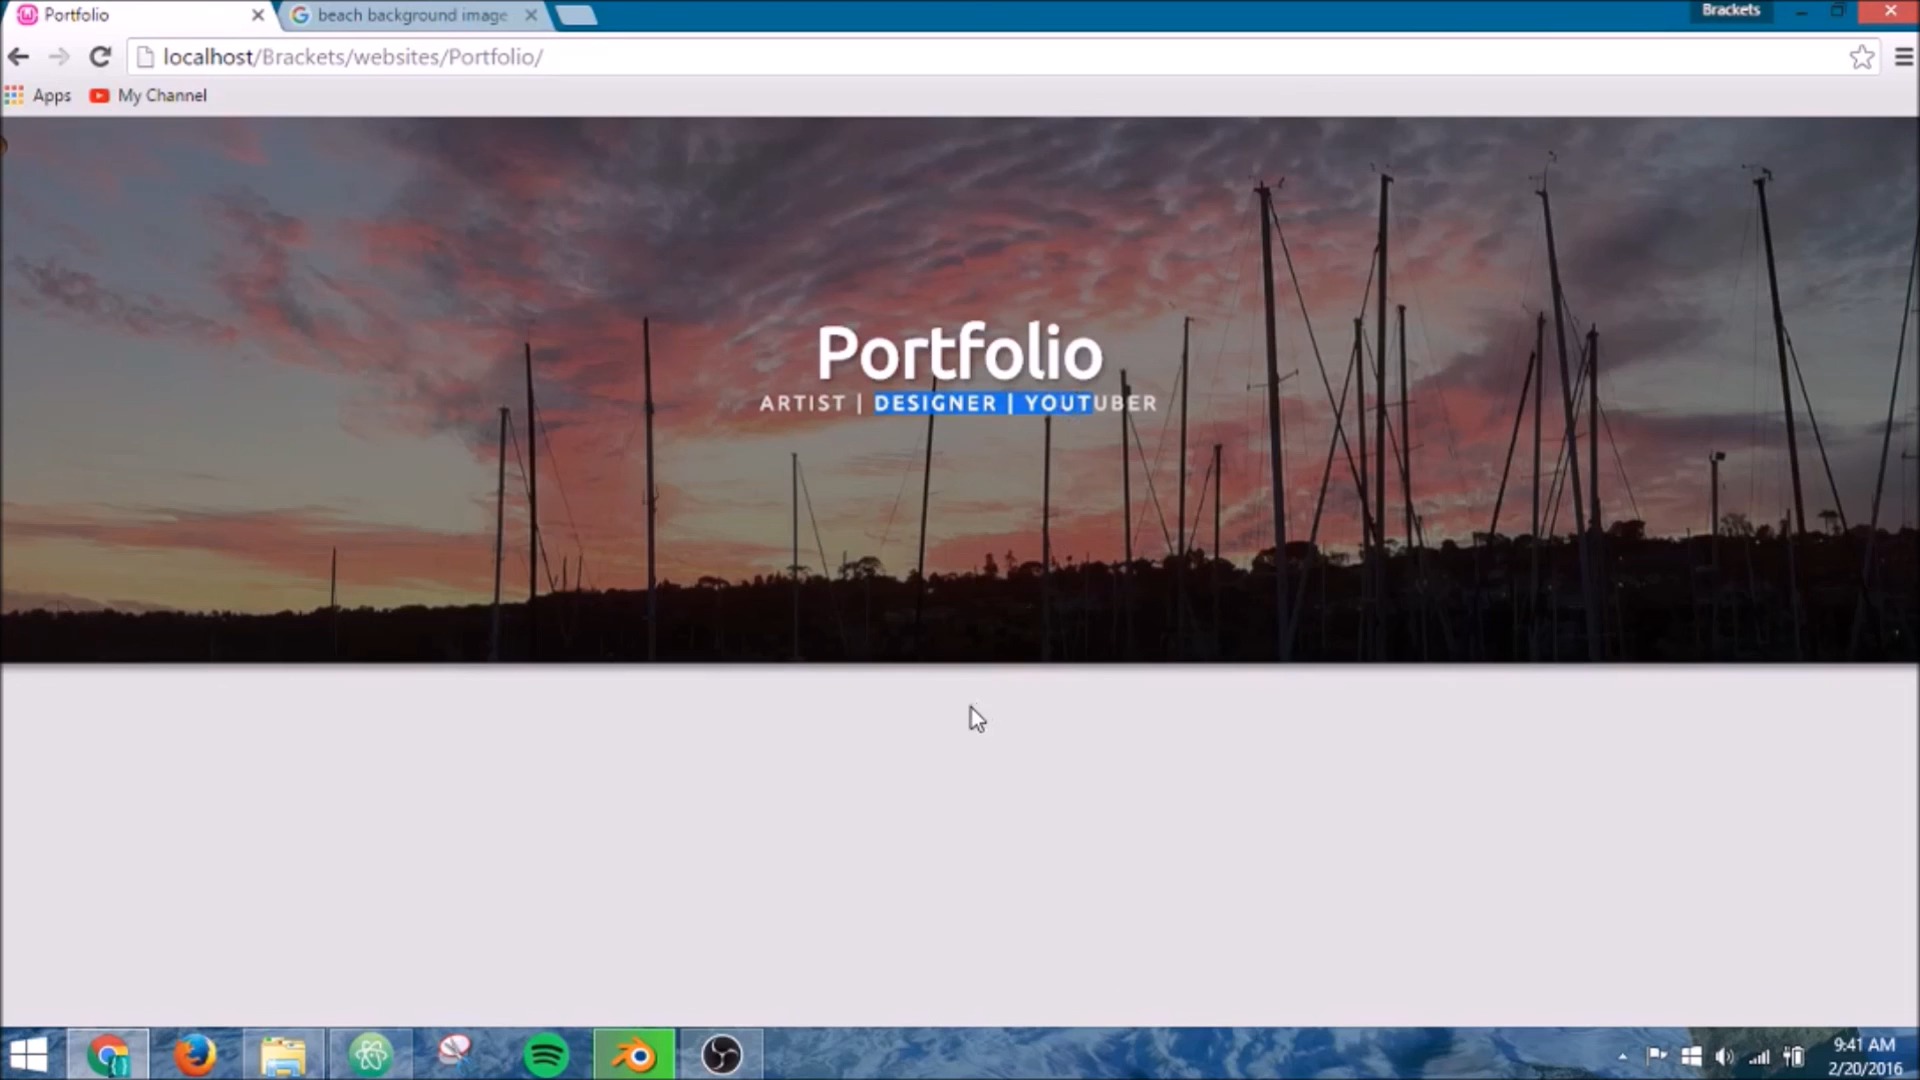 Portfolio
beach background image
Brackets
localhost/Brackets/websites/Portfolio/
Apps
My Channel
Portfolio
ARTIST | DESIGNER | YOUTUBER
9:41 AM
2/20/2016